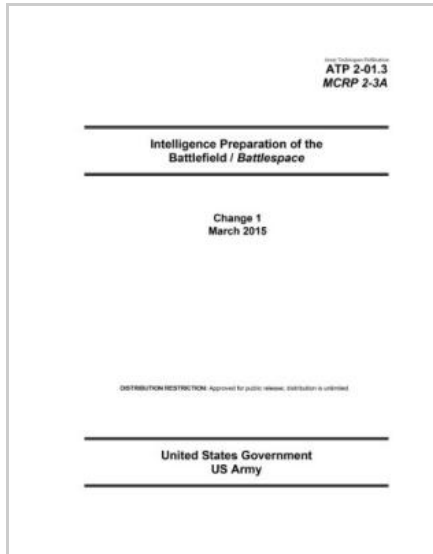 Army Techniques Publication
ATP 2-01.3
MCRP 2-3A
Intelligence Preparation of the
Battlefield / Battlespace
Change 1
March 2015
DISTRIBUTION RESTRICTION: Approved for public release; distribution is unlimited
United States Government
US Army